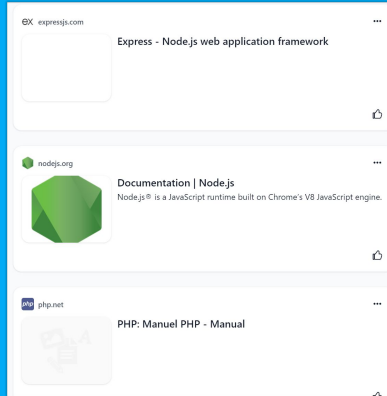 ex expressjs.com
Express - Node.js web application framework
nodejs.org
Documentation | Node.js
Node.js® is a JavaScript runtime built on Chrome's V8 JavaScript engine.
php php.net
PHP: Manuel PHP - Manual